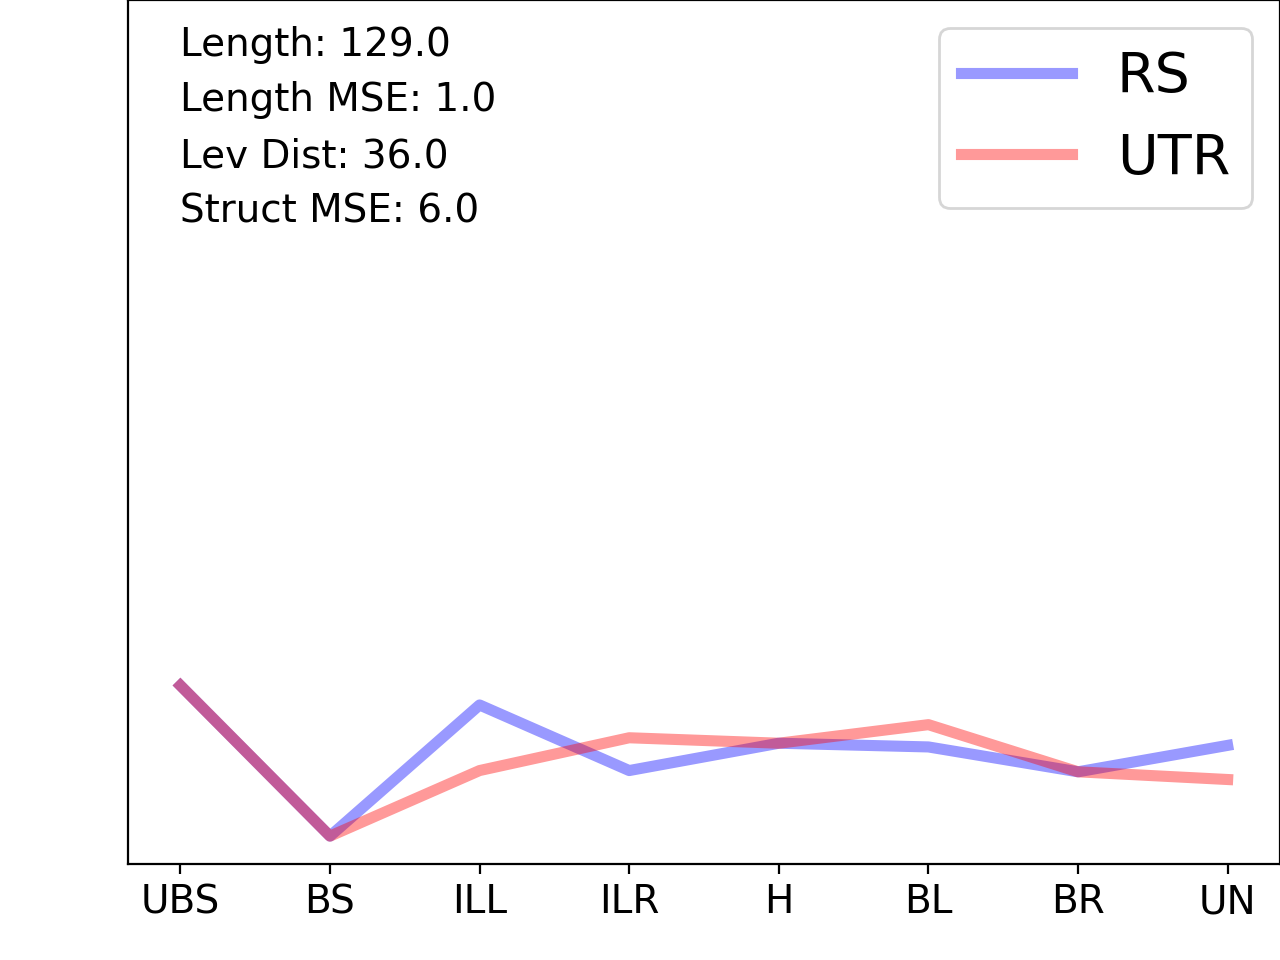 Length: 129.0
Length MSE: 1.0
Lev Dist: 36.0
Struct MSE: 6.0
RS
UTR
UBS BS ILL ILR H BL BR UN